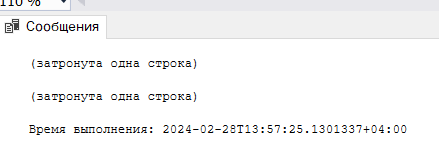 110 %
Сообщения
(затронута одна строка)
(затронута одна строка)
Время выполнения: 2024-02-28T13:57:25.1301337+04:00